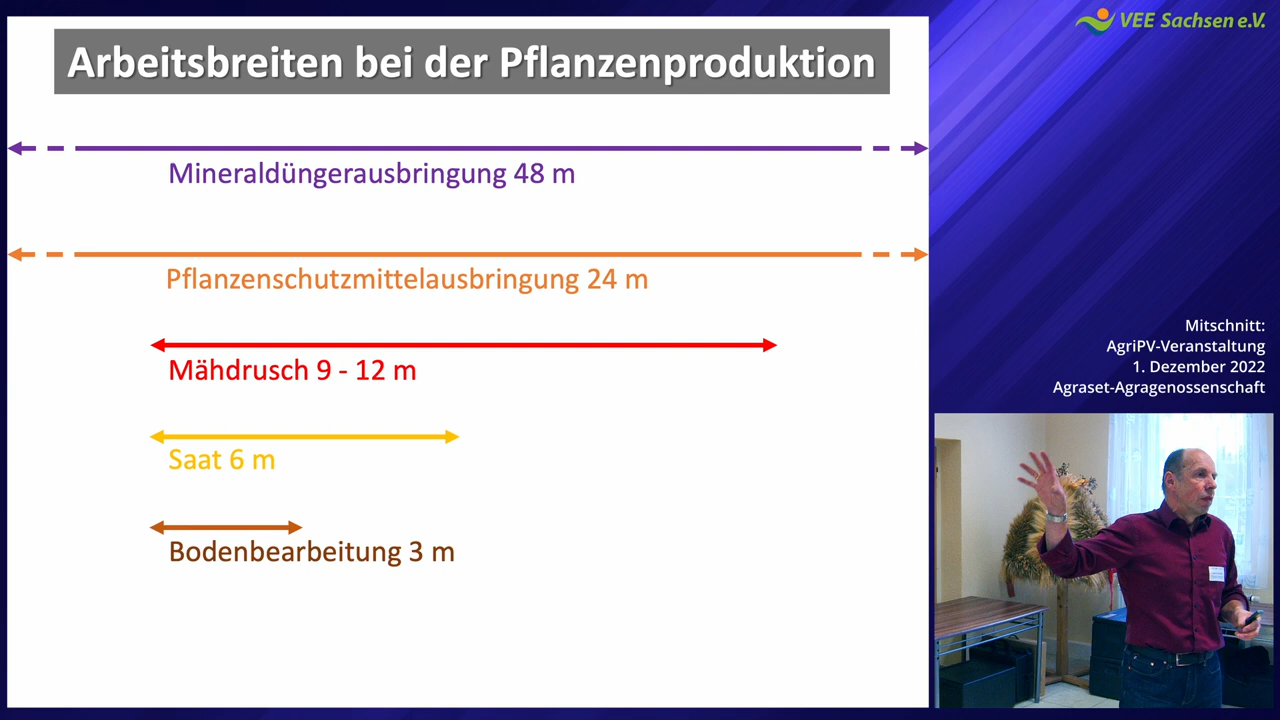 VEE Sachsen e.V.
Arbeitsbreiten bei der Pflanzenproduktion
Mineraldüngerausbringung 48 m
Pflanzenschutzmittelausbringung 24 m
Mähdrusch 9 - 12 m
Saat 6 m
Bodenbearbeitung 3 m
Mitschnitt:
AgriPV-Veranstaltung
1. Dezember 2022
Agraset-Agragenossenschaft